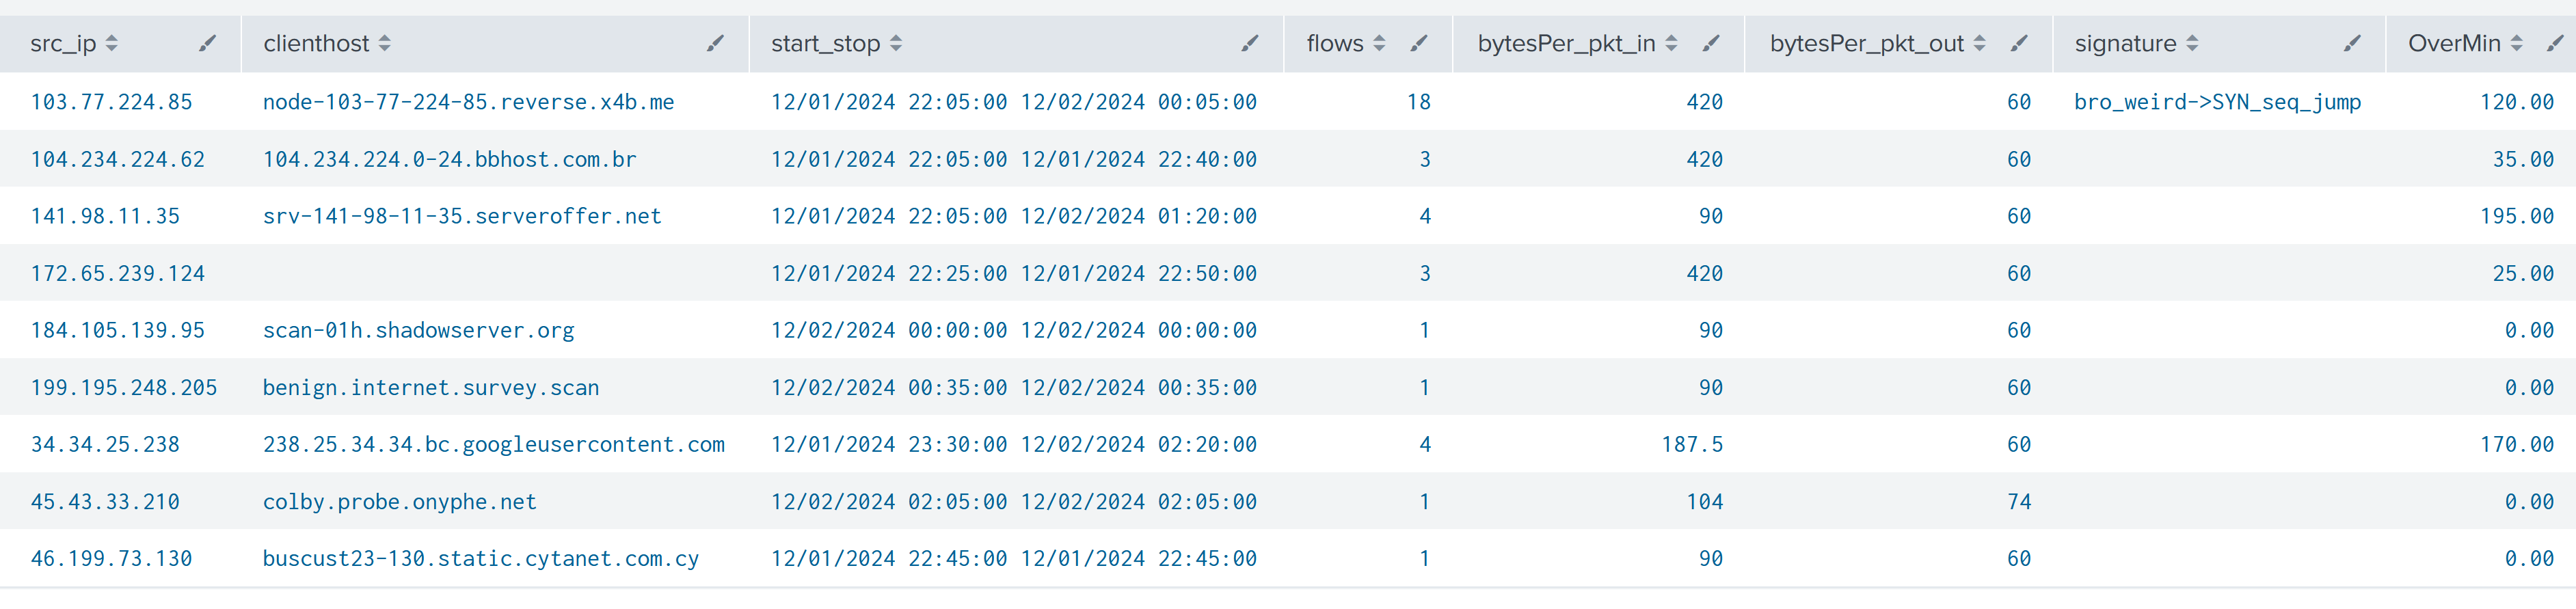 src_ip clienthost start_stop flows bytesPer_pkt_in bytesPer_pkt_out signature OverMin
103.77.224.85 node-103-77-224-85.reverse.x4b.me 12/01/2024 22:05:00 12/02/2024 00:05:00 18 420 60 bro_weird->SYN_seq_jump 120.00
104.234.224.62 104.234.224.0-24.bbhost.com.br 12/01/2024 22:05:00 12/01/2024 22:40:00 3 420 60 35.00
141.98.11.35 srv-141-98-11-35.serveroffer.net 12/01/2024 22:05:00 12/02/2024 01:20:00 4 90 60 195.00
172.65.239.124 12/01/2024 22:25:00 12/01/2024 22:50:00 3 420 60 25.00
184.105.139.95 scan-01h.shadowserver.org 12/02/2024 00:00:00 12/02/2024 00:00:00 1 90 60 0.00
199.195.248.205 benign.internet.survey.scan 12/02/2024 00:35:00 12/02/2024 00:35:00 1 90 60 0.00
34.34.25.238 238.25.34.34.bc.googleusercontent.com 12/01/2024 23:30:00 12/02/2024 02:20:00 4 187.5 60 170.00
45.43.33.210 colby.probe.onyphe.net 12/02/2024 02:05:00 12/02/2024 02:05:00 1 104 74 0.00
46.199.73.130 buscust23-130.static.cytanet.com.cy 12/01/2024 22:45:00 12/01/2024 22:45:00 1 90 60 0.00